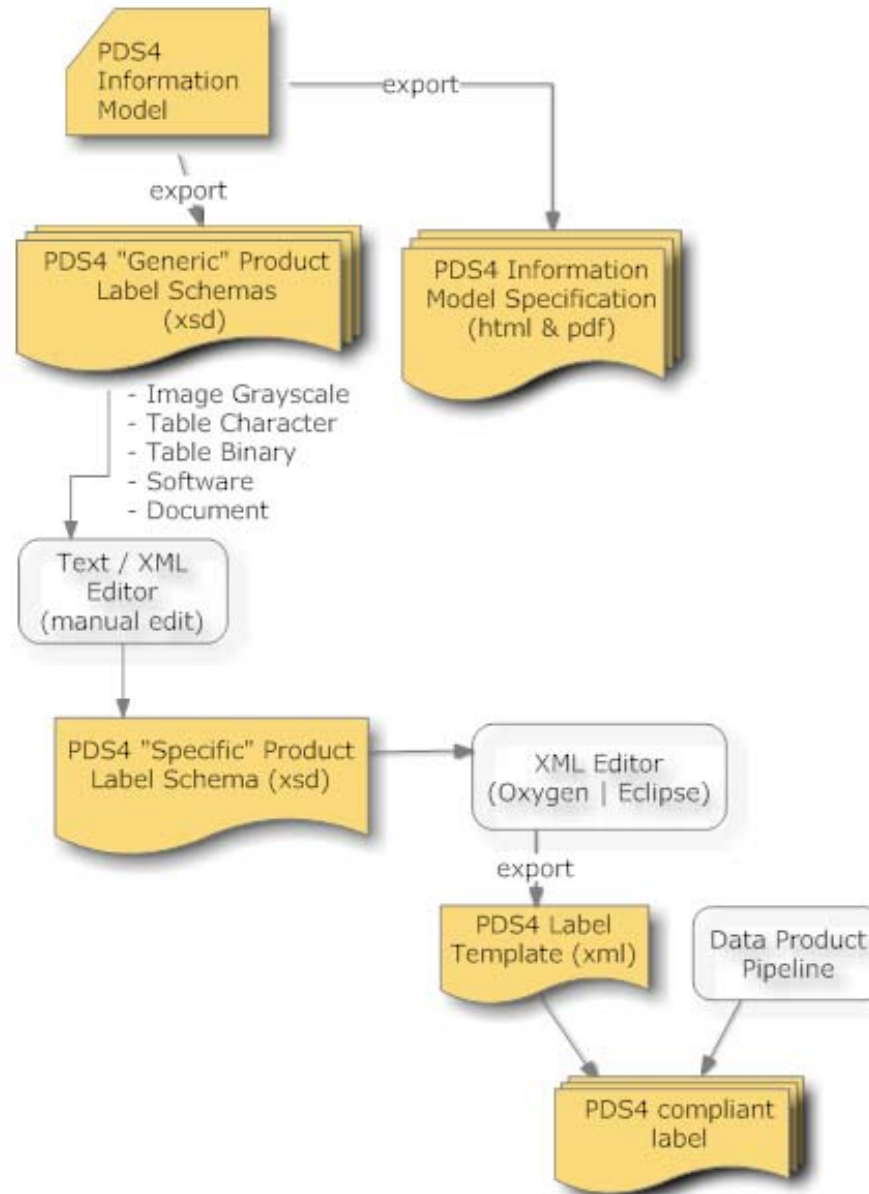 PDS4
Information
Model
export
export
PDS4 "Generic" Product
Label Schemas
(xsd)
PDS4 Information
Model Specification
(html & pdf)
- Image Grayscale
- Table Character
- Table Binary
- Software
- Document
Text / XML
Editor
(manual edit)
PDS4 "Specific" Product
Label Schema (xsd)
XML Editor
(Oxygen | Eclipse)
export
PDS4 Label
Template (xml)
Data Product
Pipeline
PDS4 compliant
label